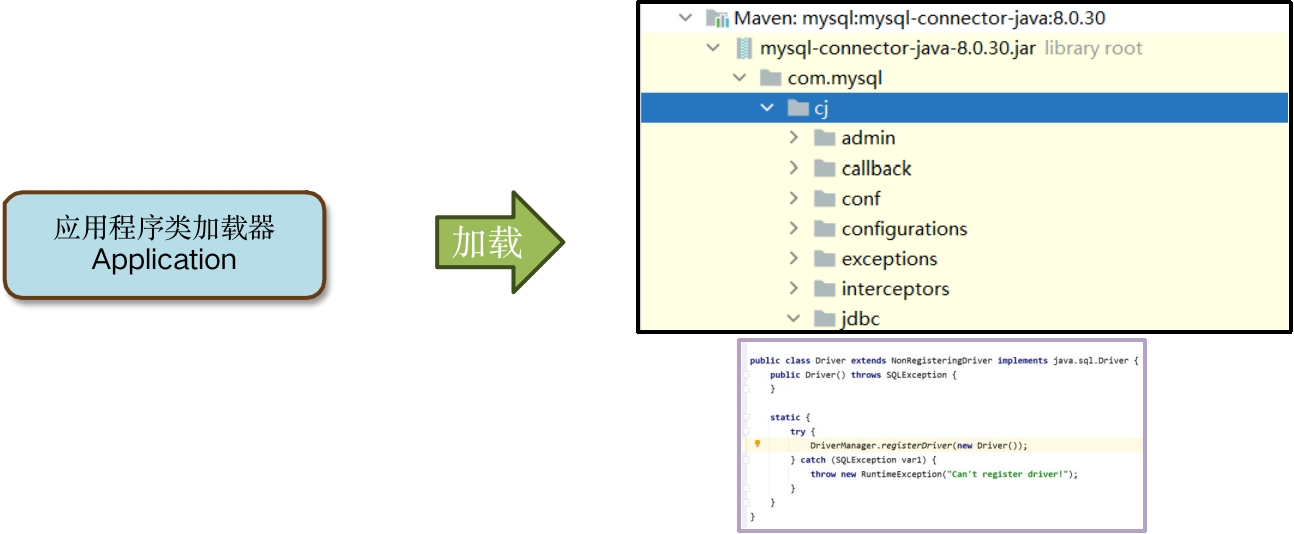 应用程序类加载器
Application
加载
Maven: mysql:mysql-connector-java:8.0.30
mysql-connector-java-8.0.30.jar library root
com.mysql
cj
admin
callback
conf
configurations
exceptions
interceptors
jdbc
public class Driver extends NonRegisteringDriver implements java.sql.Driver {
public Driver() throws SQLException {
}
static {
try {
DriverManager.registerDriver(new Driver());
} catch (SQLException var1) {
throw new RuntimeException("Can't register driver!");
}
}
}